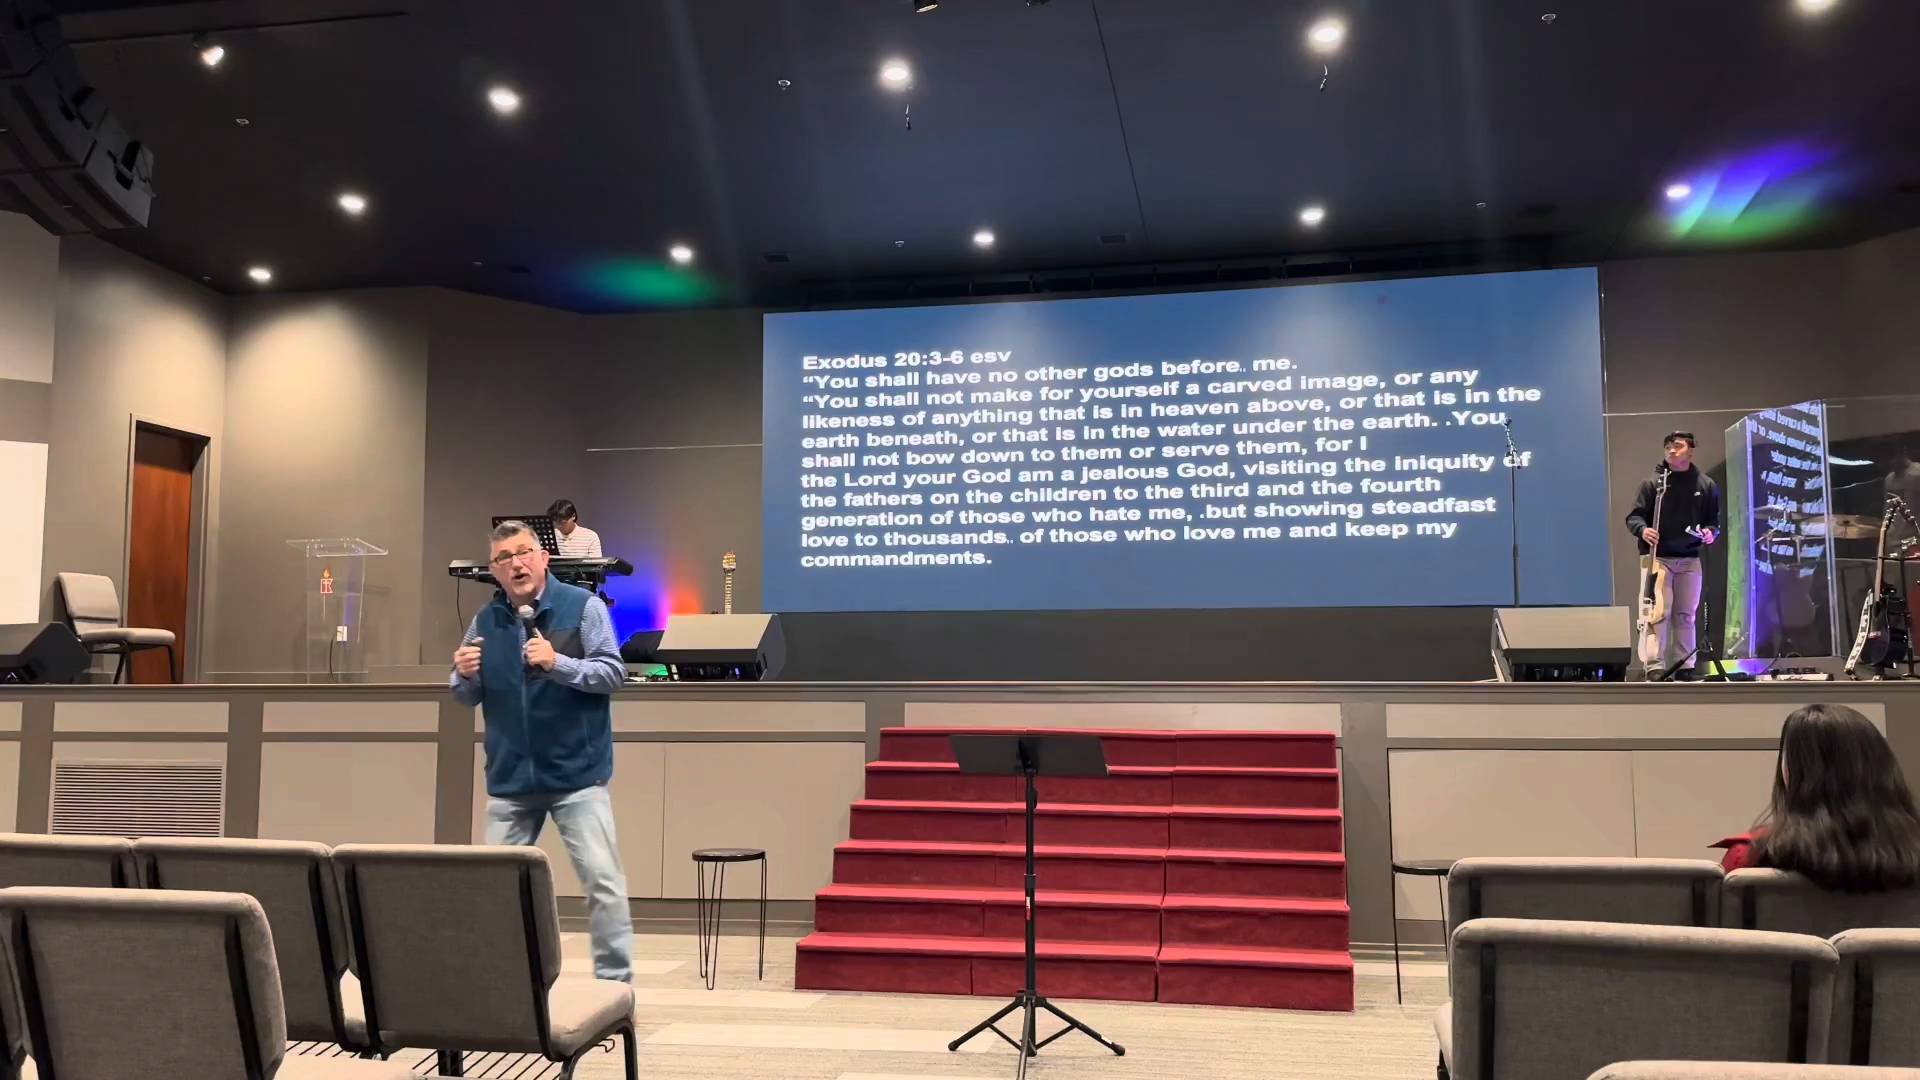 Exodus 20:3-6 esv
“You shall have no other gods before.. me.
“You shall not make for yourself a carved image, or any
likeness of anything that is in heaven above, or that is in the
earth beneath, or that is in the water under the earth. .You
shall not bow down to them or serve them, for I
the Lord your God am a jealous God, visiting the iniquity of
the fathers on the children to the third and the fourth
generation of those who hate me, .but showing steadfast
love to thousands.. of those who love me and keep my
commandments.